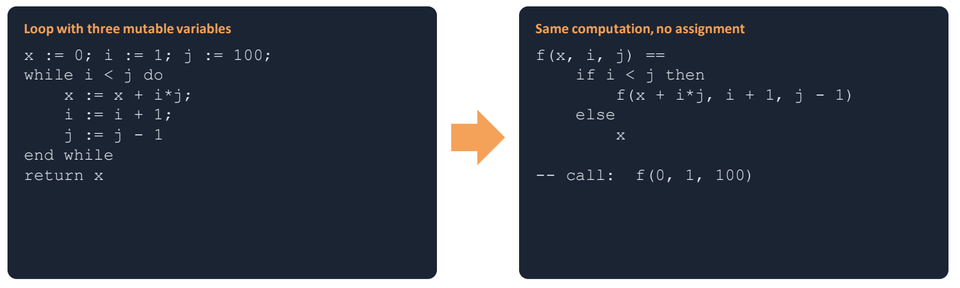 Loop with three mutable variables
x := 0; i := 1; j := 100;
while i < j do
    x := x + i*j;
    i := i + 1;
    j := j - 1
end while
return x
Same computation, no assignment
f(x, i, j) ==
    if i < j then
        f(x + i*j, i + 1, j - 1)
    else
        x
-- call:  f(0, 1, 100)